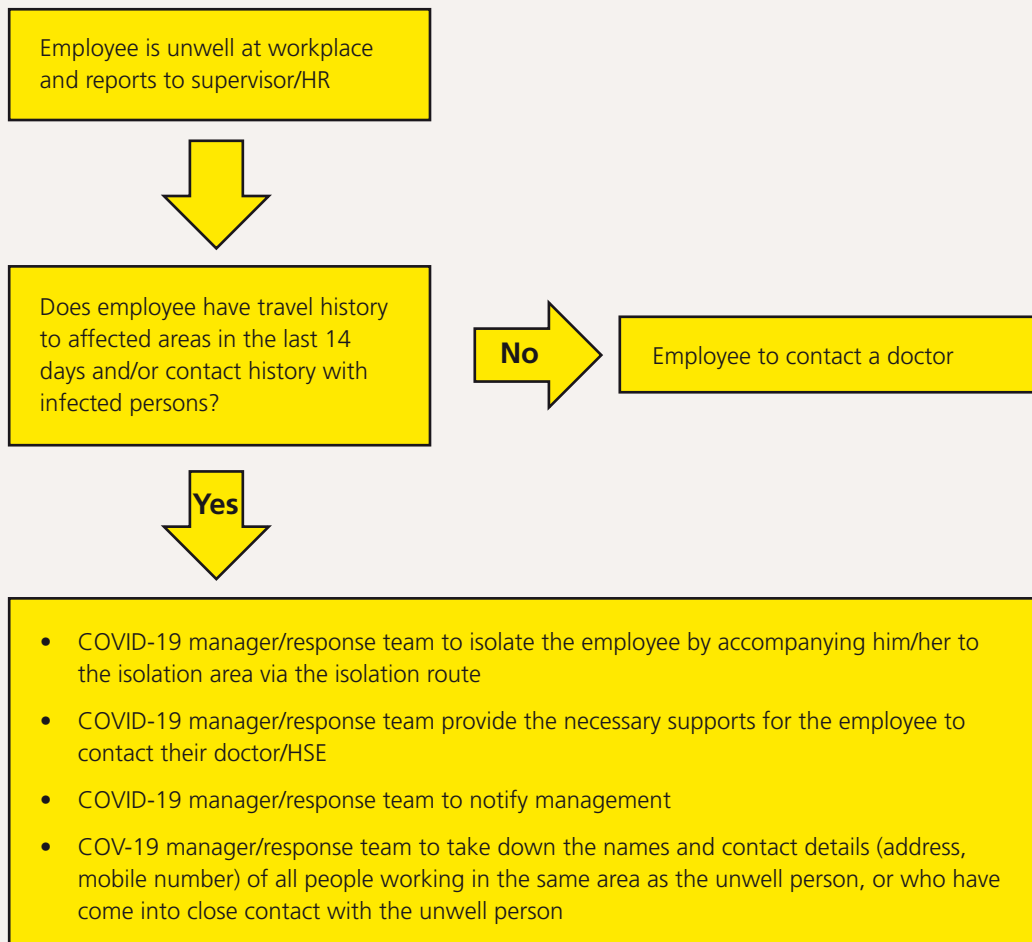 Employee is unwell at workplace
and reports to supervisor/HR
Does employee have travel history
to affected areas in the last 14
days and/or contact history with
infected persons?
No
Employee to contact a doctor
Yes
• COVID-19 manager/response team to isolate the employee by accompanying him/her to
the isolation area via the isolation route
• COVID-19 manager/response team provide the necessary supports for the employee to
contact their doctor/HSE
• COVID-19 manager/response team to notify management
• COV-19 manager/response team to take down the names and contact details (address,
mobile number) of all people working in the same area as the unwell person, or who have
come into close contact with the unwell person